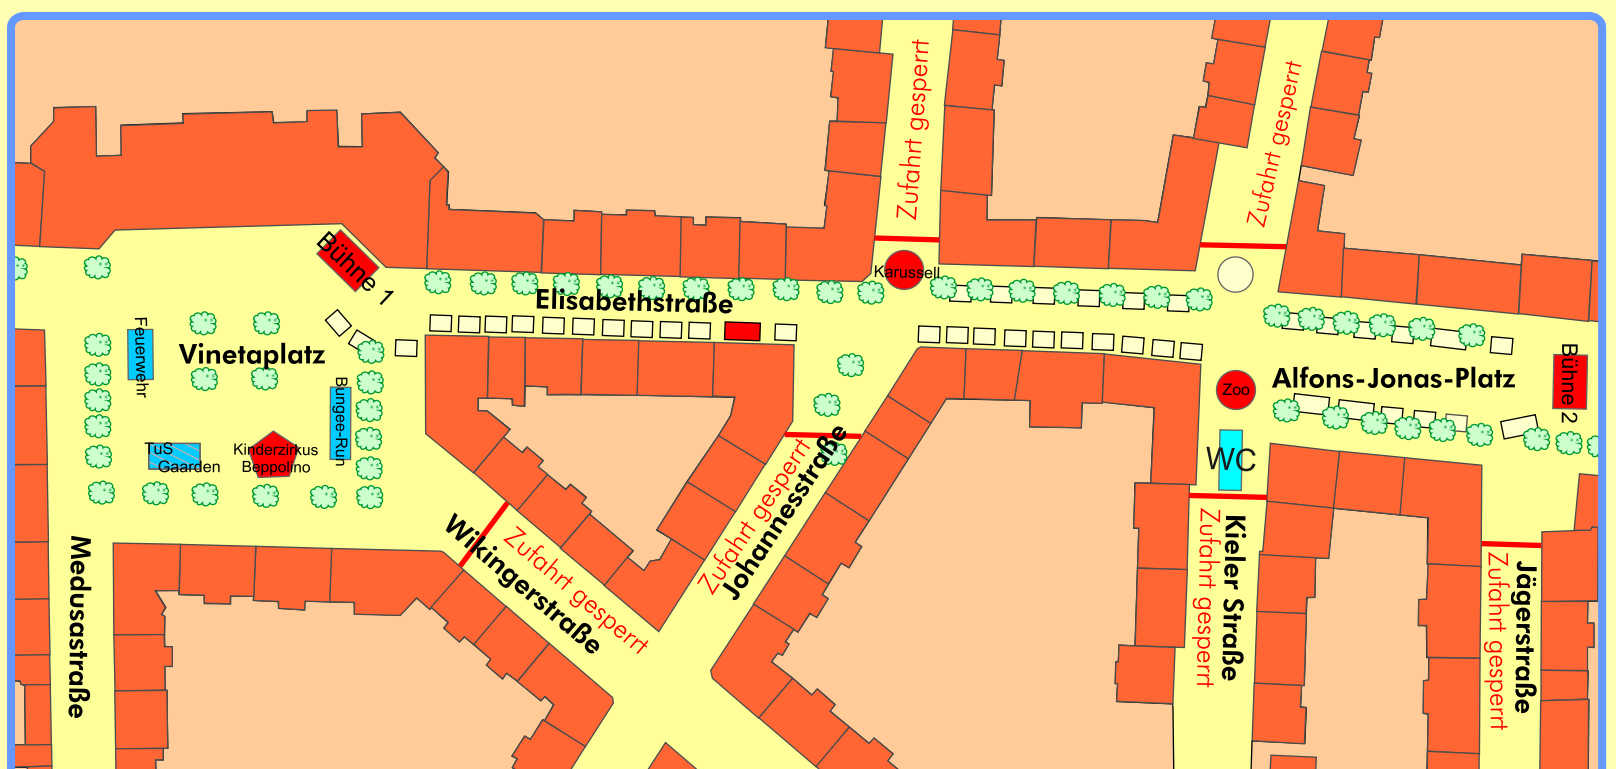 Zufahrt gesperrt
Zufahrt gesperrt
Bühne 1
Karussell
Elisabethstraße
Feuerwehr
Vinetaplatz
Bungee-Run
TuS
Gaarden
Kinderzirkus
Beppolino
Zoo
Alfons-Jonas-Platz
Bühne 2
WC
Medusastraße
Wikingerstraße
Zufahrt gesperrt
Zufahrt gesperrt
Johannesstraße
Zufahrt gesperrt
Kieler Straße
Zufahrt gesperrt
Jägerstraße